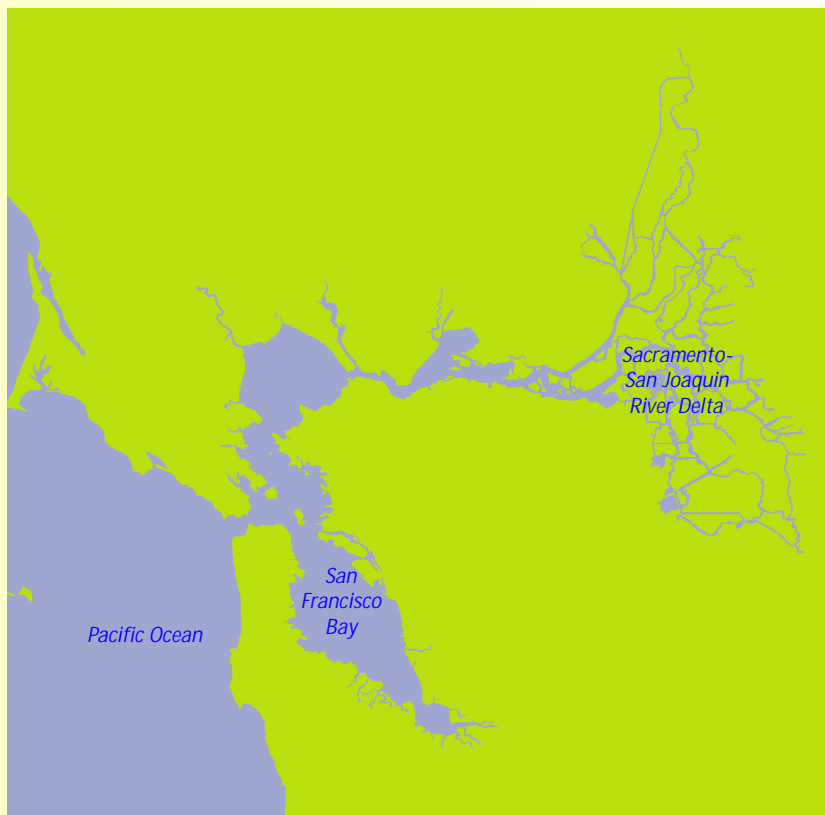 Sacramento-
San Joaquin
River Delta
San
Francisco
Bay
Pacific Ocean